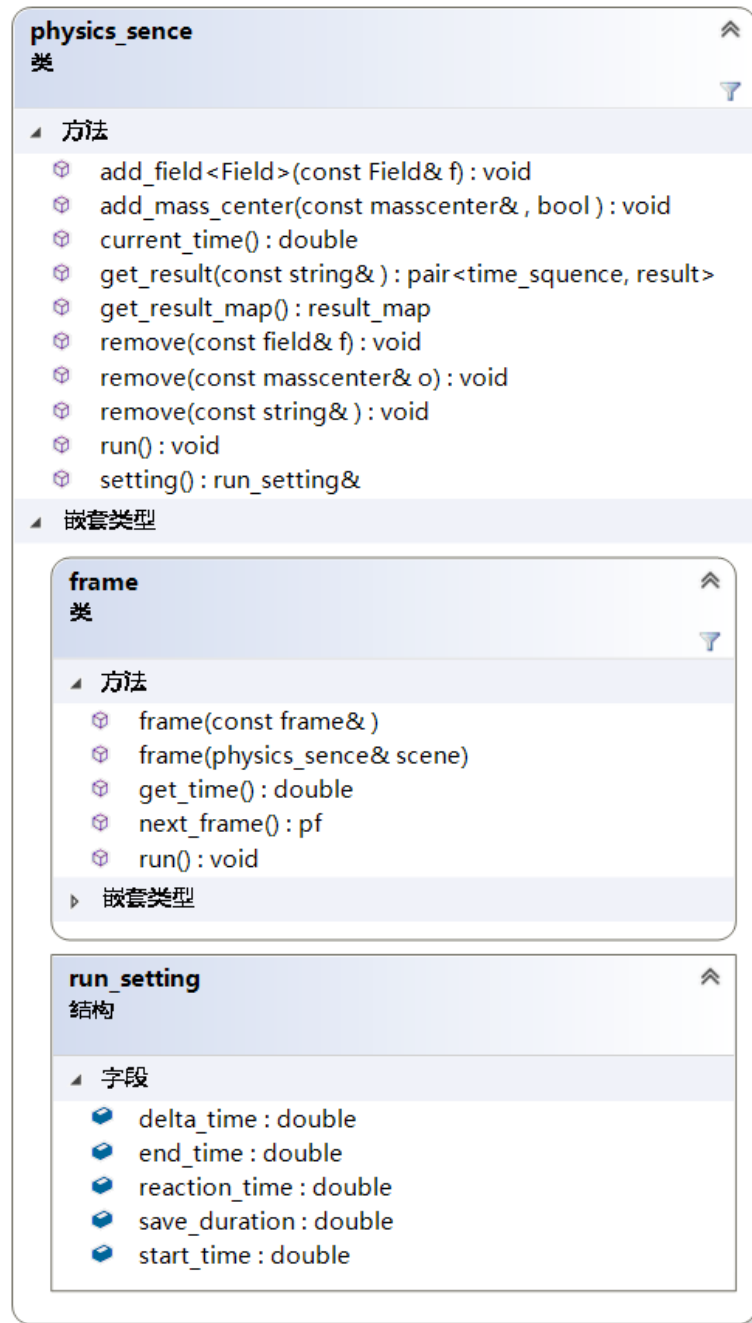 physics_sence
类
方法
add_field<Field>(const Field& f) : void
add_mass_center(const masscenter& , bool ) : void
current_time() : double
get_result(const string& ) : pair<time_squence, result>
get_result_map() : result_map
remove(const field& f) : void
remove(const masscenter& o) : void
remove(const string& ) : void
run() : void
setting() : run_setting&
嵌套类型
frame
类
方法
frame(const frame& )
frame(physics_sence& scene)
get_time() : double
next_frame() : pf
run() : void
嵌套类型
run_setting
结构
字段
delta_time : double
end_time : double
reaction_time : double
save_duration : double
start_time : double